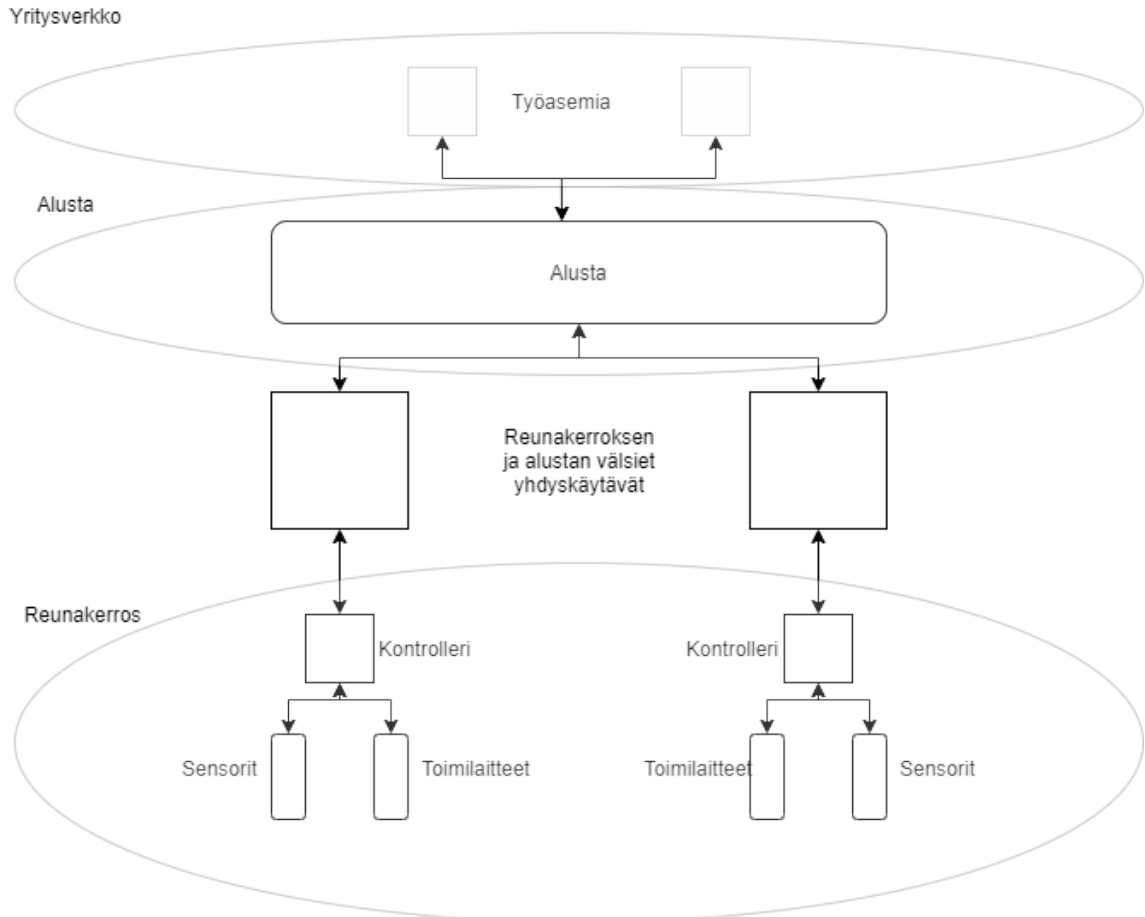 Yritysverkko
Työasemia
Alusta
Alusta
Reunakerroksen
ja alustan välsiet
yhdyskäytävät
Reunakerros
Kontrolleri
Kontrolleri
Sensorit
Toimilaitteet
Toimilaitteet
Sensorit